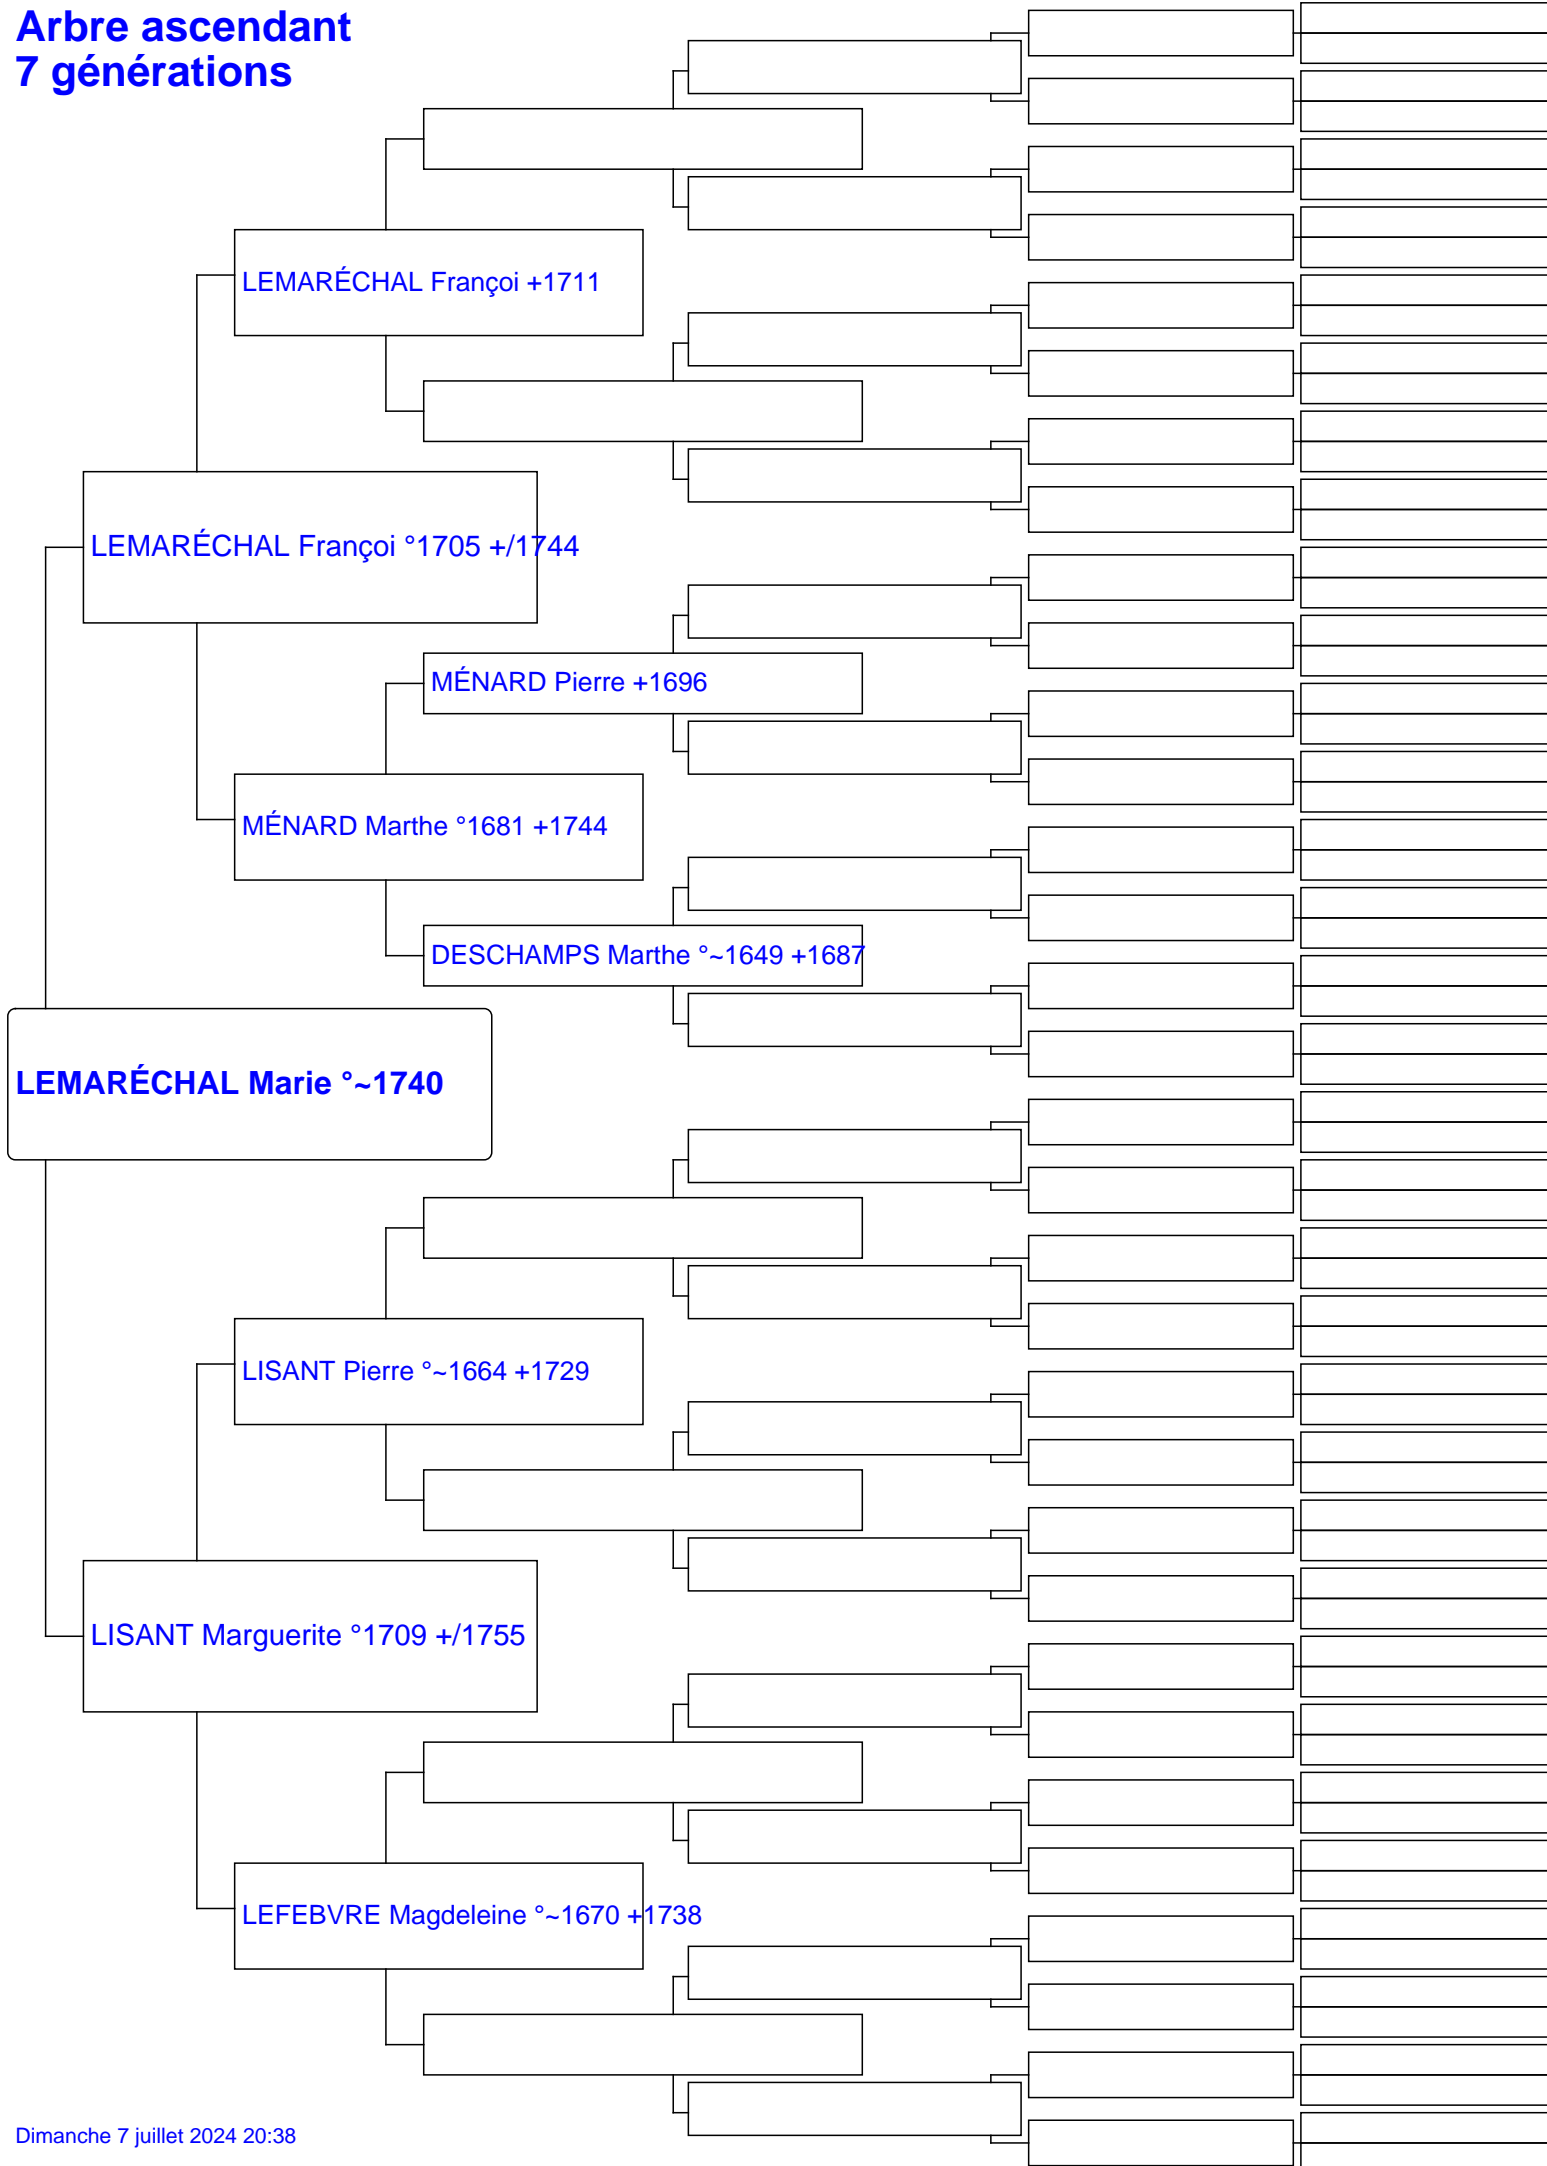 Arbre ascendant
7 générations
LEMARÉCHAL Françoi +1711
LEMARÉCHAL Françoi °1705 +/1744
MÉNARD Pierre +1696
MÉNARD Marthe °1681 +1744
DESCHAMPS Marthe °~1649 +1687
LEMARÉCHAL Marie °~1740
LISANT Pierre °~1664 +1729
LISANT Marguerite °1709 +/1755
LEFEBVRE Magdeleine °~1670 +1738
Dimanche 7 juillet 2024 20:38